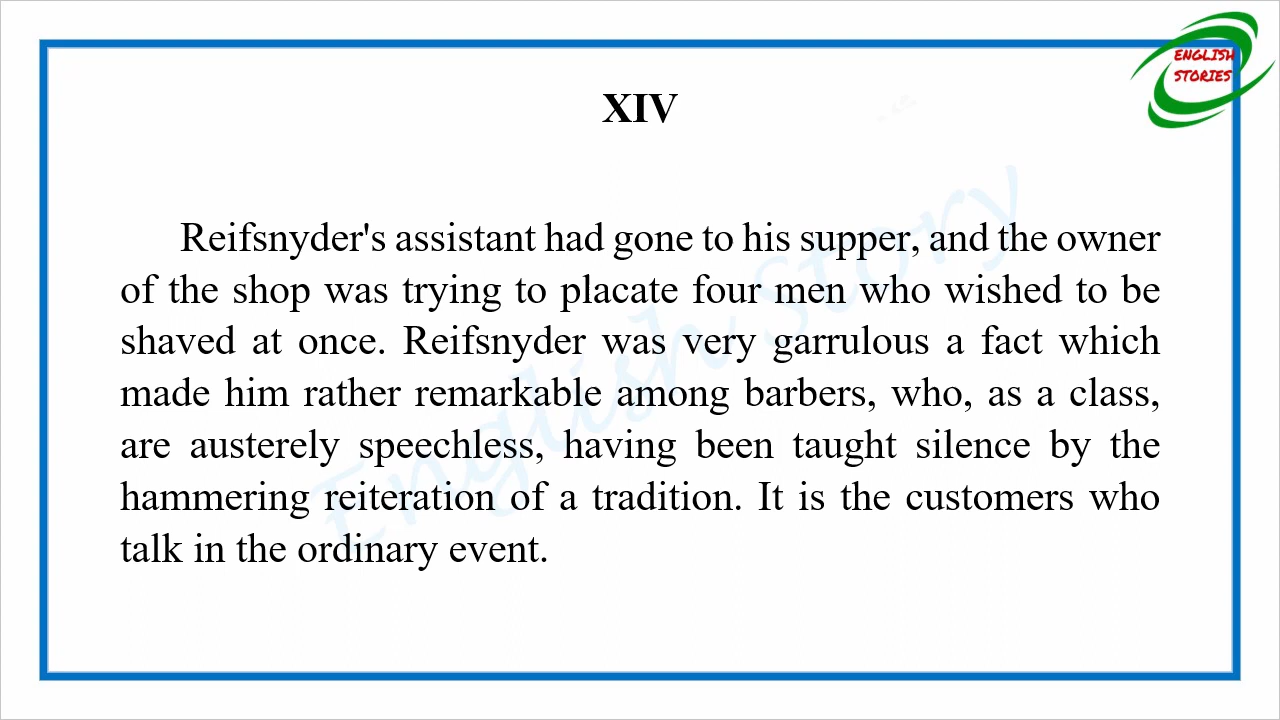 ENGLISH
STORIES
XIV
Reifsnyder's assistant had gone to his supper, and the owner
of the shop was trying to placate four men who wished to be
shaved at once. Reifsnyder was very garrulous a fact which
made him rather remarkable among barbers, who, as a class,
are austerely speechless, having been taught silence by the
hammering reiteration of a tradition. It is the customers who
talk in the ordinary event.
English Story